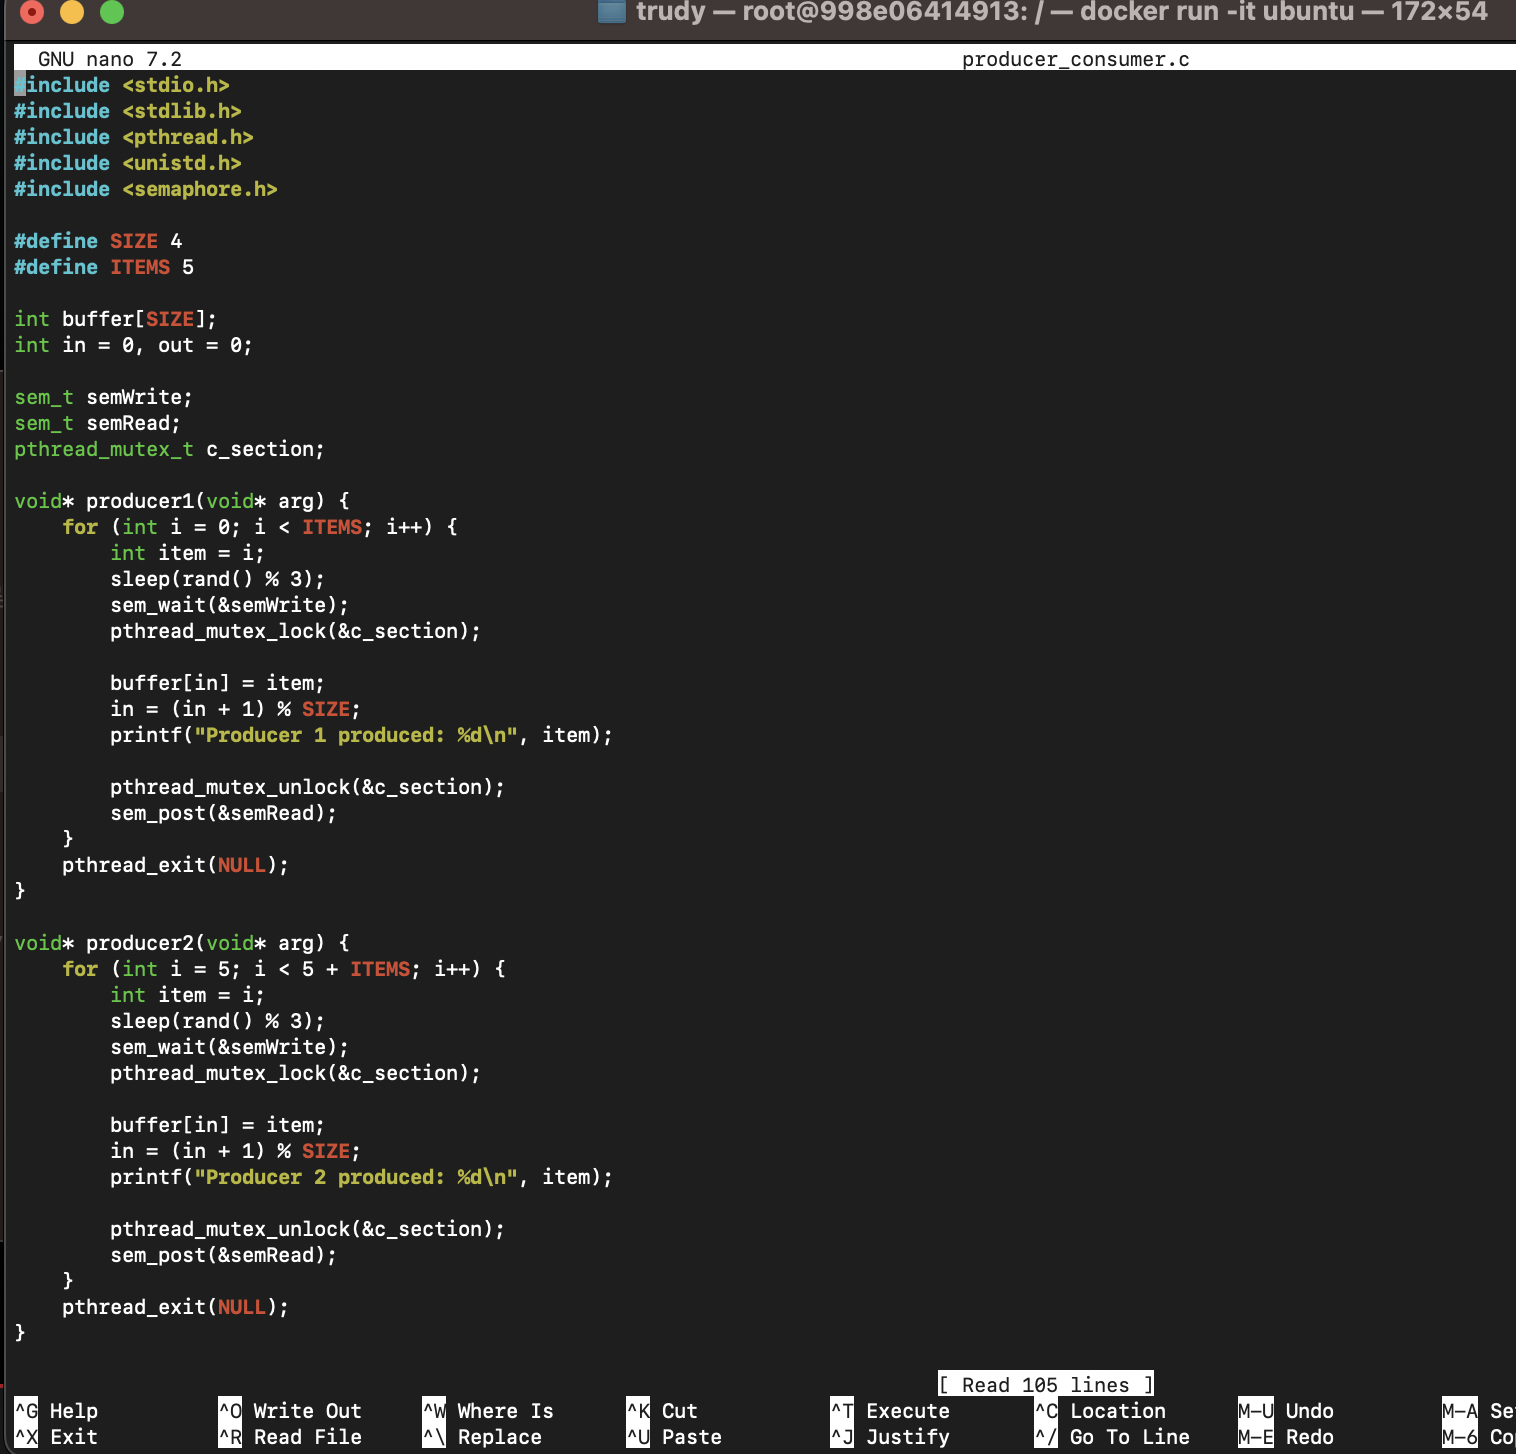 trudy — root@998e06414913: / — docker run -it ubuntu — 172×54
GNU nano 7.2 producer_consumer.c
#include <stdio.h>
#include <stdlib.h>
#include <pthread.h>
#include <unistd.h>
#include <semaphore.h>

#define SIZE 4
#define ITEMS 5

int buffer[SIZE];
int in = 0, out = 0;

sem_t semWrite;
sem_t semRead;
pthread_mutex_t c_section;

void* producer1(void* arg) {
    for (int i = 0; i < ITEMS; i++) {
        int item = i;
        sleep(rand() % 3);
        sem_wait(&semWrite);
        pthread_mutex_lock(&c_section);

        buffer[in] = item;
        in = (in + 1) % SIZE;
        printf("Producer 1 produced: %d\n", item);

        pthread_mutex_unlock(&c_section);
        sem_post(&semRead);
    }
    pthread_exit(NULL);
}

void* producer2(void* arg) {
    for (int i = 5; i < 5 + ITEMS; i++) {
        int item = i;
        sleep(rand() % 3);
        sem_wait(&semWrite);
        pthread_mutex_lock(&c_section);

        buffer[in] = item;
        in = (in + 1) % SIZE;
        printf("Producer 2 produced: %d\n", item);

        pthread_mutex_unlock(&c_section);
        sem_post(&semRead);
    }
    pthread_exit(NULL);
}

[ Read 105 lines ]
^G Help ^O Write Out ^W Where Is ^K Cut ^T Execute ^C Location M-U Undo M-A
^X Exit ^R Read File ^\ Replace ^U Paste ^J Justify ^/ Go To Line M-E Redo M-6